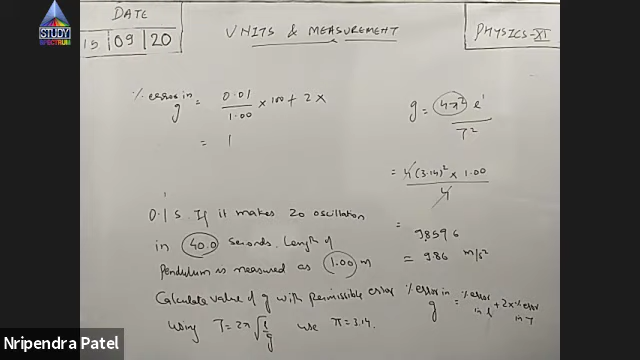 STUDY
SPECTRUM
DATE
15 | 09 | 20
UNITS & MEASUREMENT
PHYSICS-XI
% error in g = 0.01/1.00 × 100 + 2 ×
= 1
g = 4π² l/T²
= 4(3.14)² × 1.00/4
= 9.8596
= 9.86 m/s²
0.1 s. If it makes 20 oscillation
in 40.0 seconds. Length of
pendulum is measured as 1.00 m
Calculate value of g with permissible error
using T = 2π√(l/g) use π = 3.14.
% error in g = % error in l + 2 × % error in T
Nripendra Patel